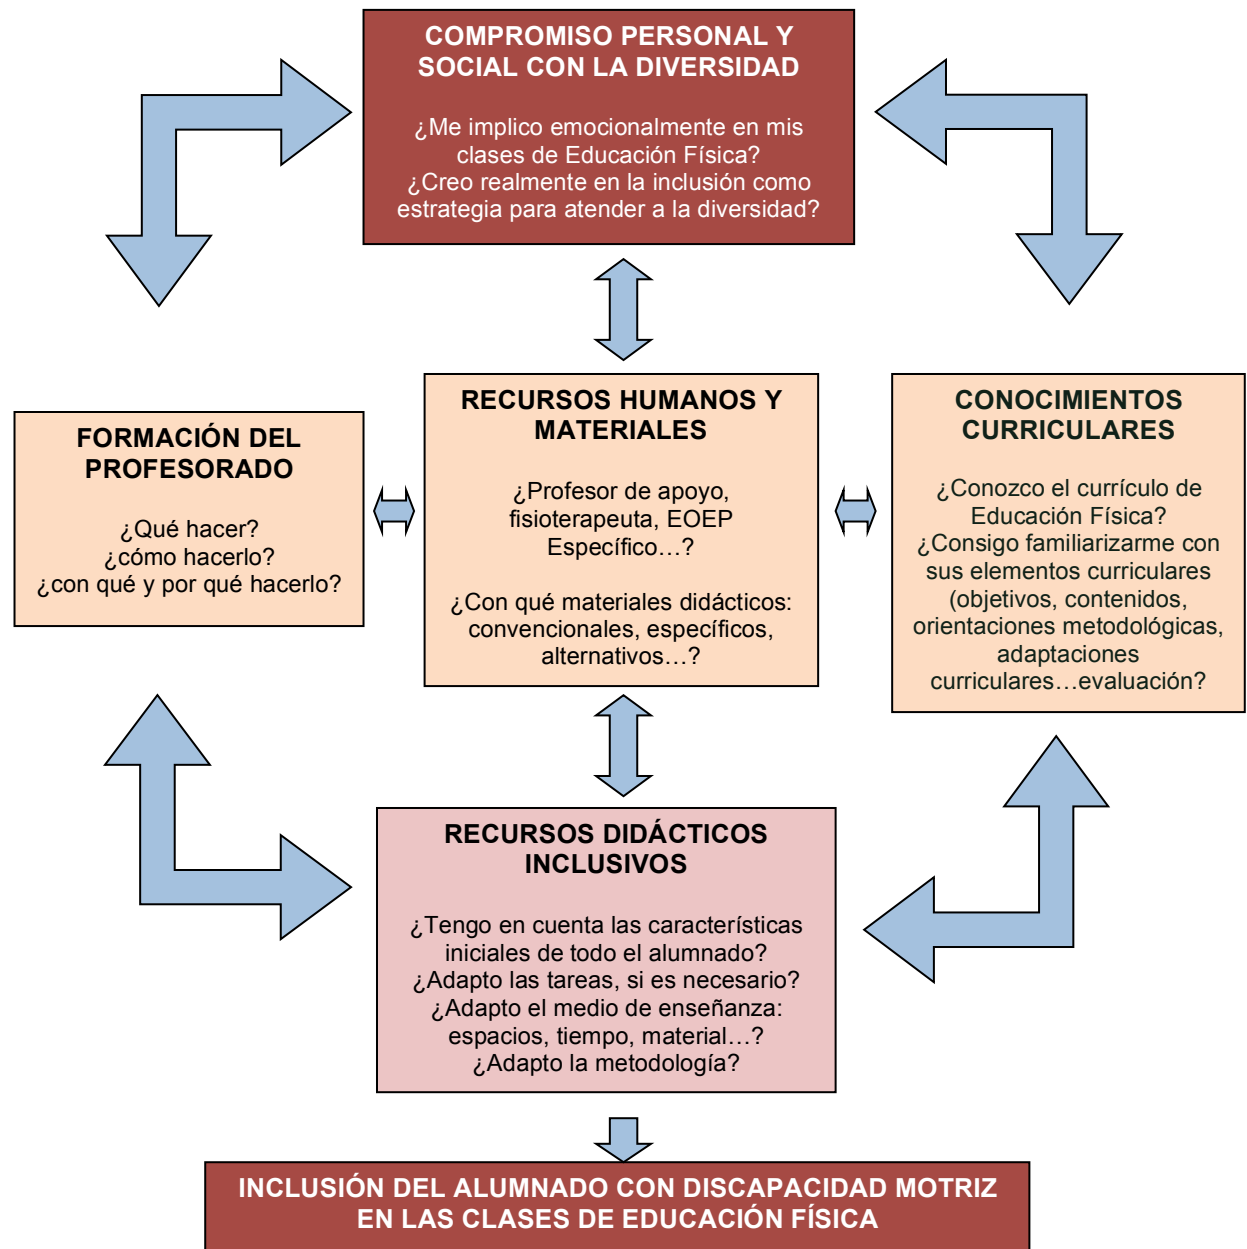 COMPROMISO PERSONAL Y
SOCIAL CON LA DIVERSIDAD
¿Me implico emocionalmente en mis
clases de Educación Física?
¿Creo realmente en la inclusión como
estrategia para atender a la diversidad?
FORMACIÓN DEL
PROFESORADO
¿Qué hacer?
¿cómo hacerlo?
¿con qué y por qué hacerlo?
RECURSOS HUMANOS Y
MATERIALES
¿Profesor de apoyo,
fisioterapeuta, EOEP
Específico…?
¿Con qué materiales didácticos:
convencionales, específicos,
alternativos…?
CONOCIMIENTOS
CURRICULARES
¿Conozco el currículo de
Educación Física?
¿Consigo familiarizarme con
sus elementos curriculares
(objetivos, contenidos,
orientaciones metodológicas,
adaptaciones
curriculares…evaluación?
RECURSOS DIDÁCTICOS
INCLUSIVOS
¿Tengo en cuenta las características
iniciales de todo el alumnado?
¿Adapto las tareas, si es necesario?
¿Adapto el medio de enseñanza:
espacios, tiempo, material…?
¿Adapto la metodología?
INCLUSIÓN DEL ALUMNADO CON DISCAPACIDAD MOTRIZ
EN LAS CLASES DE EDUCACIÓN FÍSICA